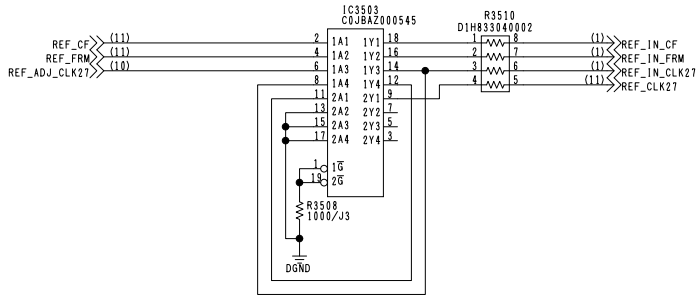 IC3503
C0JBAZ000545
R3510
D1H833040002
REF_CF (11) 2 1A1 1Y1 18 1 8 (1) REF_IN_CF
REF_FRM (11) 4 1A2 1Y2 16 2 7 (1) REF_IN_FRM
REF_ADJ_CLK27 (10) 6 1A3 1Y3 14 3 6 (1) REF_IN_CLK27
8 1A4 1Y4 12 4 5 (11) REF_CLK27
11 2A1 2Y1 9
13 2A2 2Y2 7
15 2A3 2Y3 5
17 2A4 2Y4 3
1 1G̅
19 2G̅
R3508
1000/J3
DGND